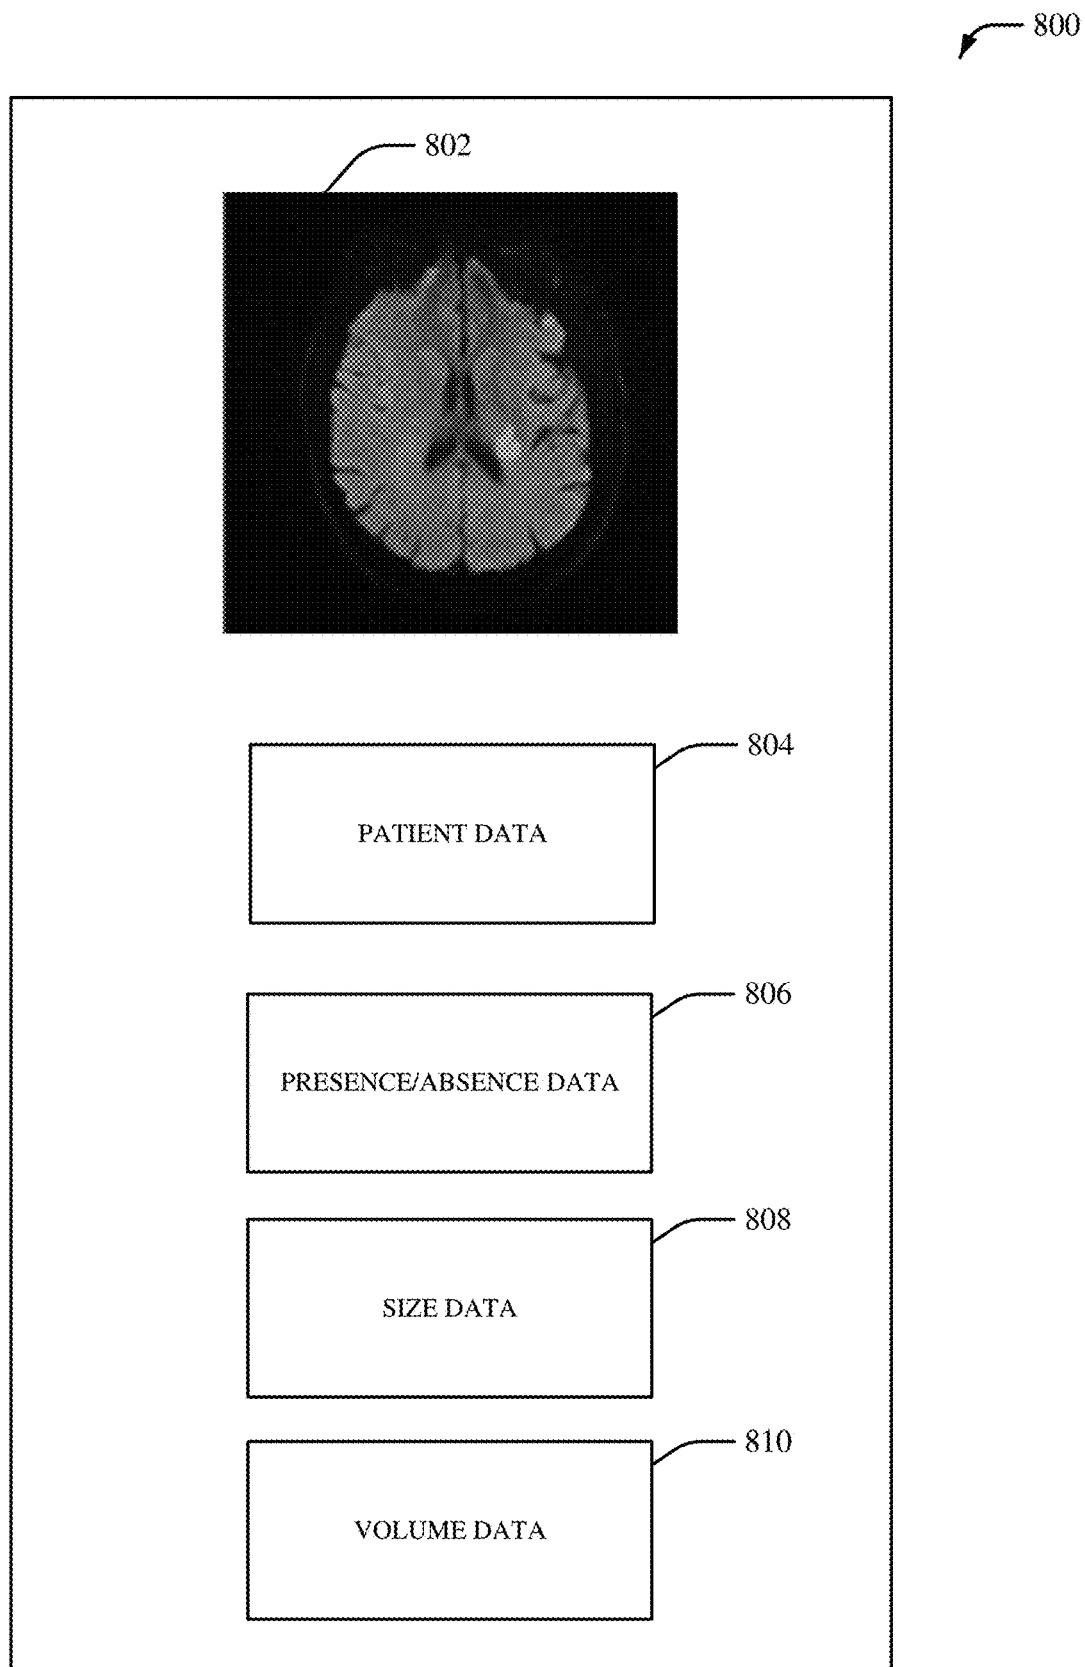 800
802
804
PATIENT DATA
806
PRESENCE/ABSENCE DATA
808
SIZE DATA
810
VOLUME DATA